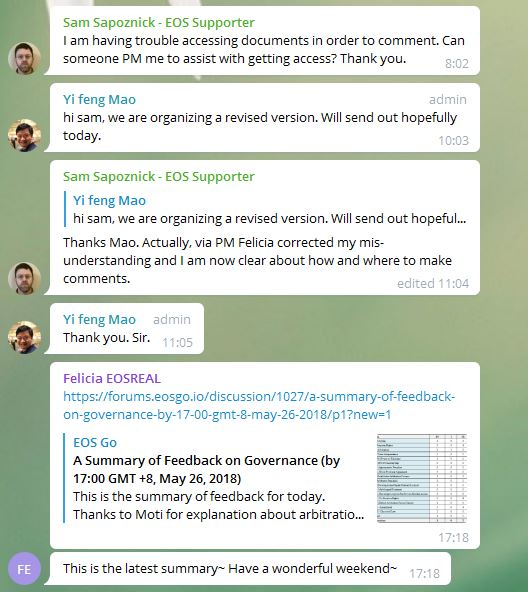 Sam Sapoznick - EOS Supporter
I am having trouble accessing documents in order to comment. Can
someone PM me to assist with getting access? Thank you. 8:02
Yi feng Mao admin
hi sam, we are organizing a revised version. Will send out hopefully
today. 10:03
Sam Sapoznick - EOS Supporter
Yi feng Mao
hi sam, we are organizing a revised version. Will send out hopeful...
Thanks Mao. Actually, via PM Felicia corrected my mis-
understanding and I am now clear about how and where to make
comments. edited 11:04
Yi feng Mao admin
Thank you. Sir. 11:05
Felicia EOSREAL
https://forums.eosgo.io/discussion/1027/a-summary-of-feedback-
on-governance-by-17-00-gmt-8-may-26-2018/p1?new=1
EOS Go
A Summary of Feedback on Governance (by
17:00 GMT +8, May 26, 2018)
This is the summary of feedback for today.
Thanks to Moti for explanation about arbitratio...
17:18
FE
This is the latest summary~ Have a wonderful weekend~ 17:18